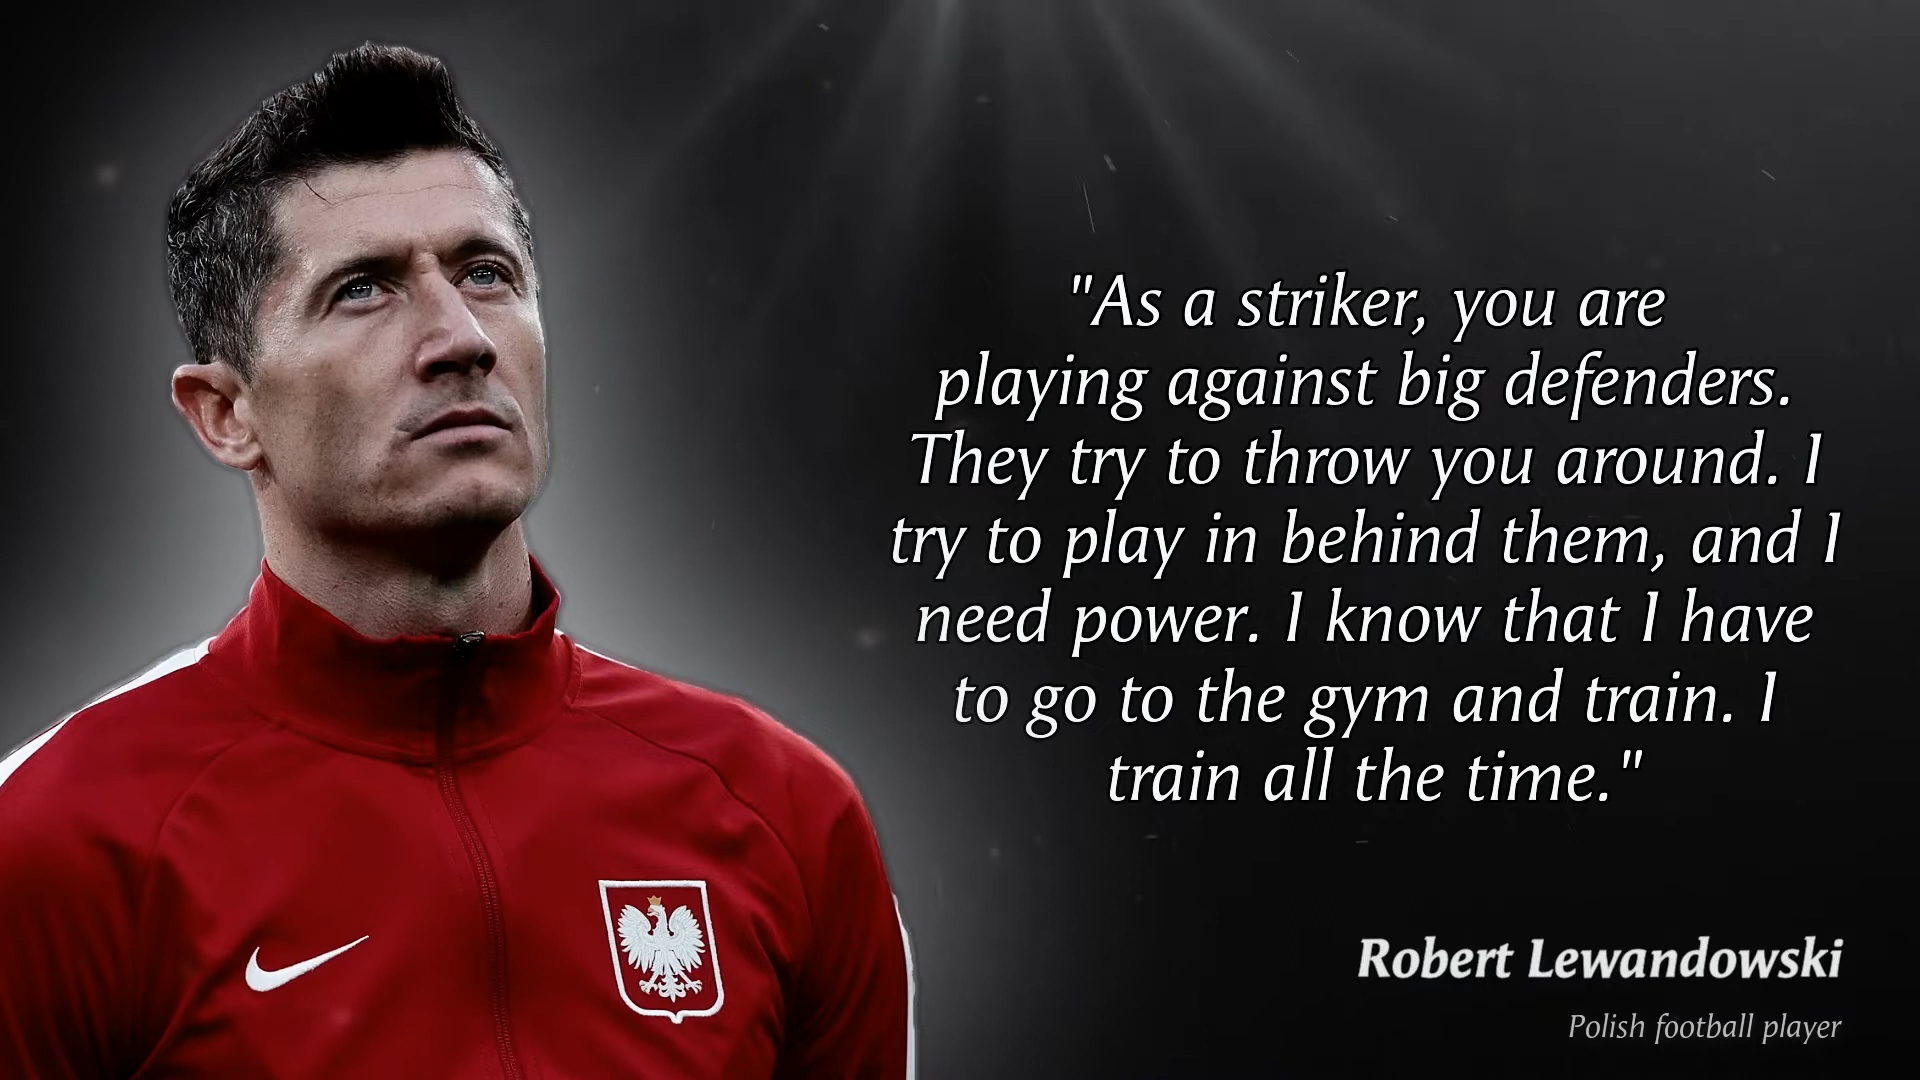 "As a striker, you are
playing against big defenders.
They try to throw you around. I
try to play in behind them, and I
need power. I know that I have
to go to the gym and train. I
train all the time."
Robert Lewandowski
Polish football player